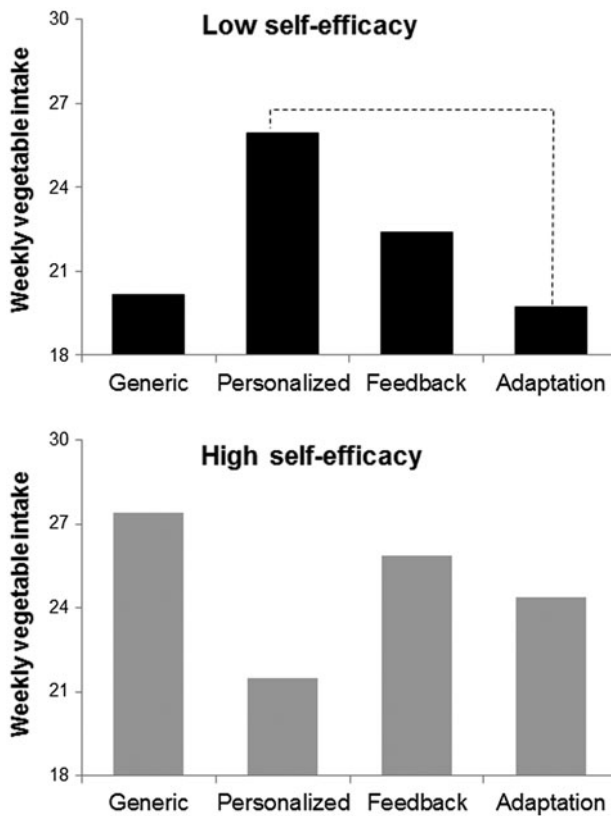 Low self-efficacy
Weekly vegetable intake
30
27
24
21
18
Generic Personalized Feedback Adaptation
High self-efficacy
Weekly vegetable intake
30
27
24
21
18
Generic Personalized Feedback Adaptation